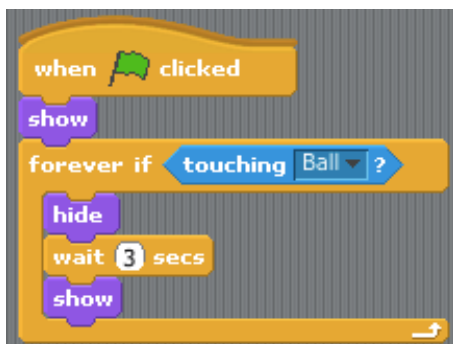 when clicked
show
forever if touching Ball ?
hide
wait 3 secs
show